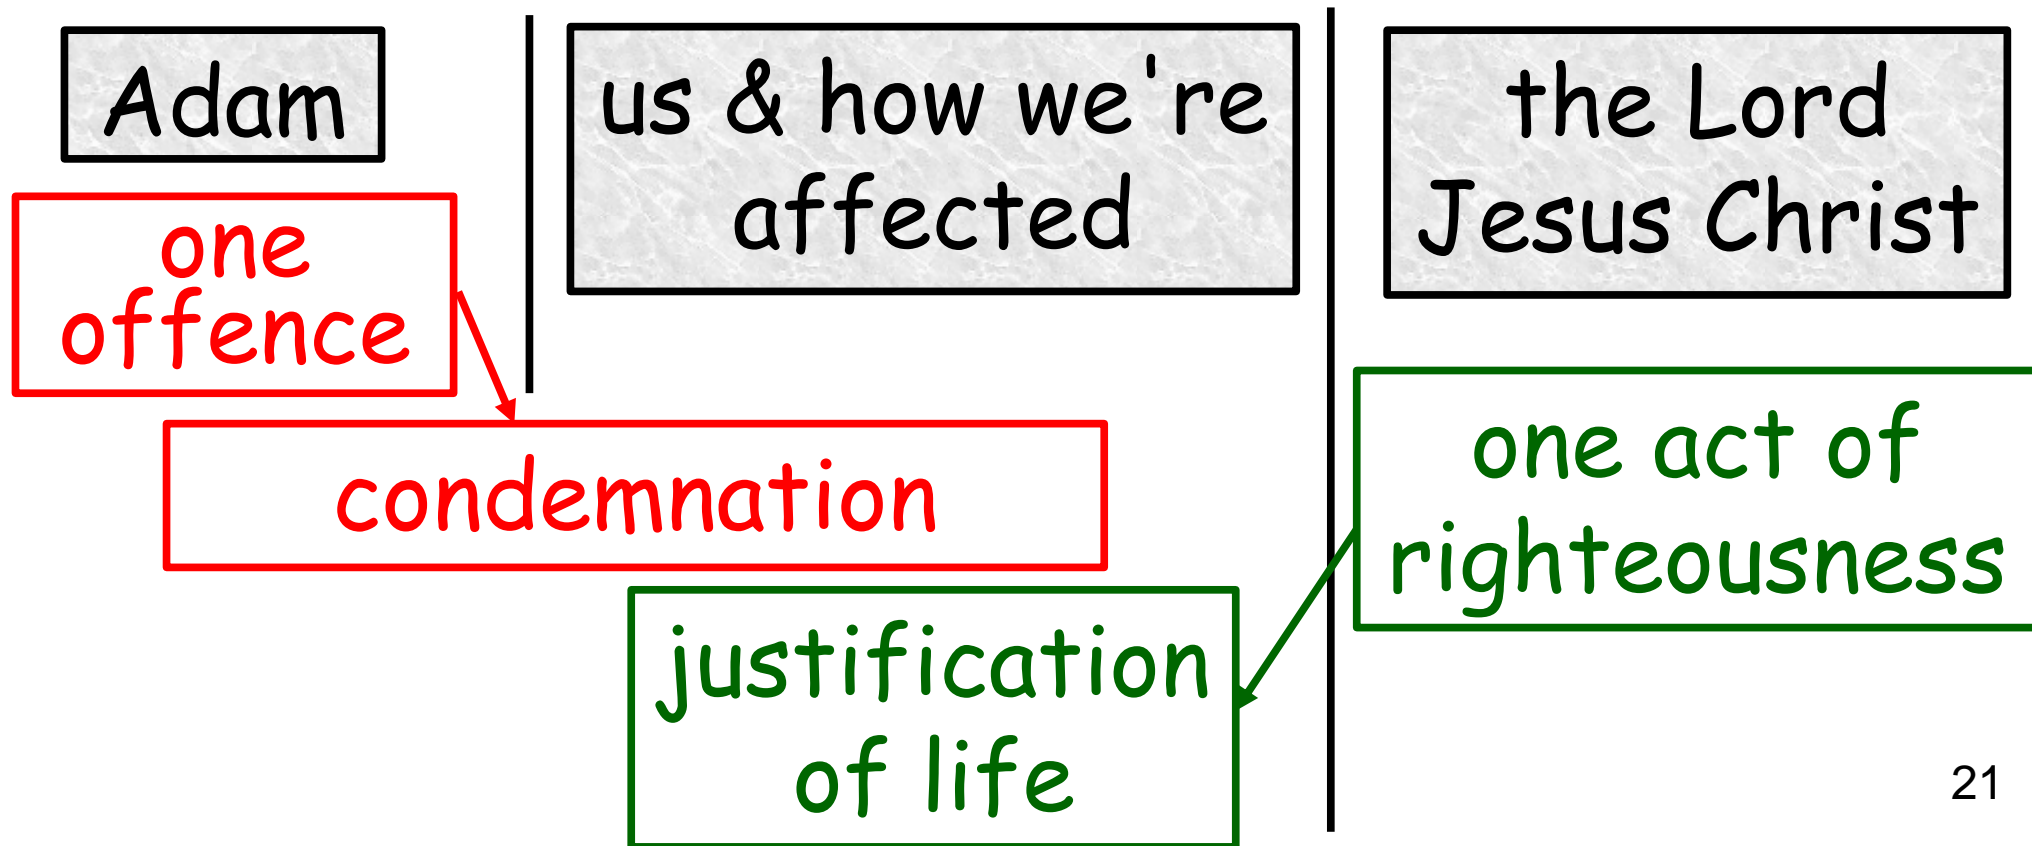 Adam
us & how we're
affected
the Lord
Jesus Christ
one
offence
condemnation
one act of
righteousness
justification
of life
21